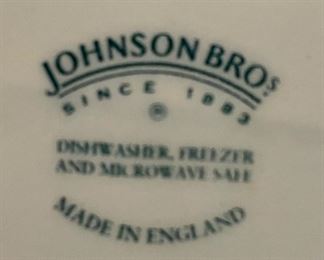 JOHNSON BROS
SINCE 1883
®
DISHWASHER, FREEZER
AND MICROWAVE SAFE
MADE IN ENGLAND